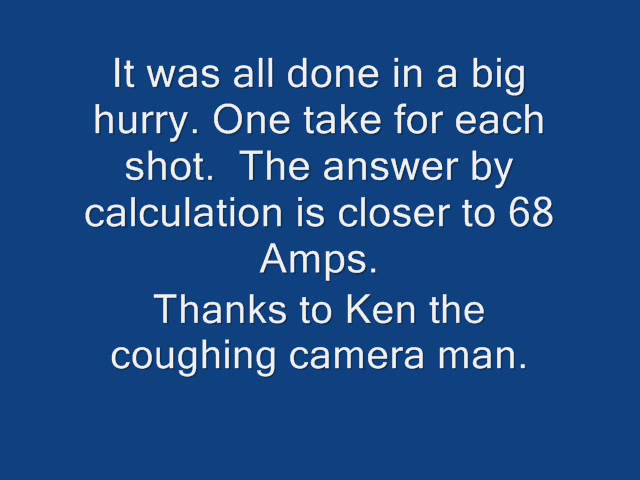 It was all done in a big
hurry. One take for each
shot.  The answer by
calculation is closer to 68
Amps.
Thanks to Ken the
coughing camera man.